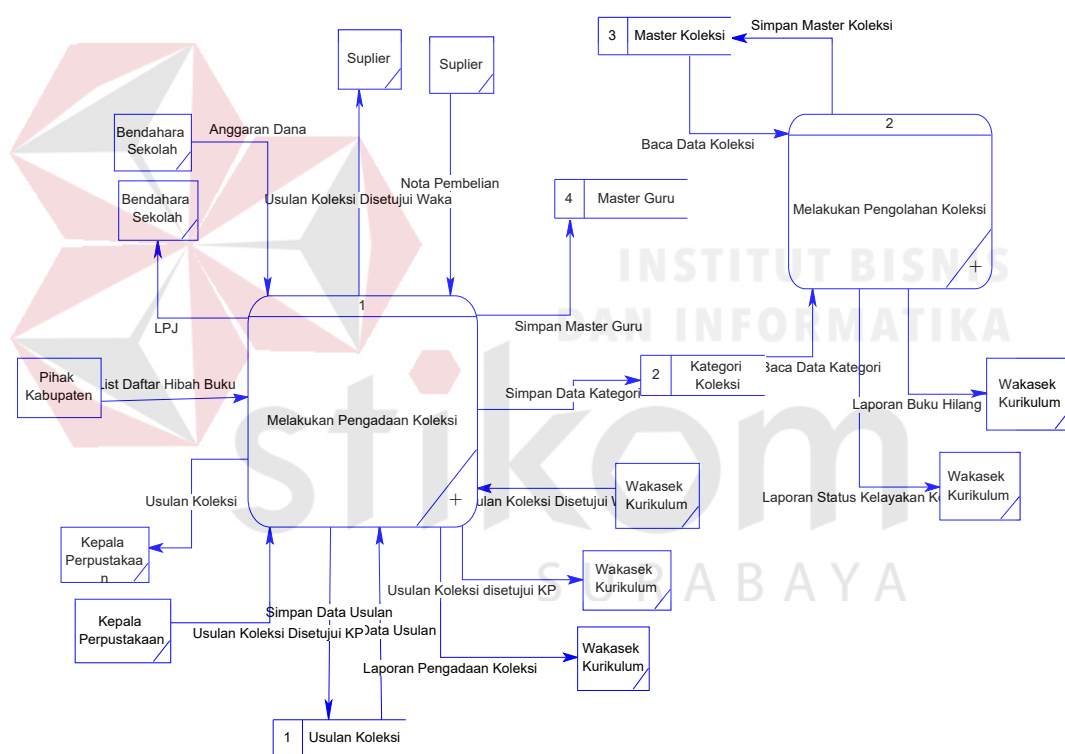 3 Master Koleksi
Simpan Master Koleksi
Suplier
Suplier
Bendahara
Sekolah
Anggaran Dana
2
Baca Data Koleksi
Bendahara
Sekolah
Usulan Koleksi Disetujui Waka
Nota Pembelian
4 Master Guru
Melakukan Pengolahan Koleksi
+
INSTITUT BISNIS
DAN INFORMATIKA
1
LPJ
Simpan Master Guru
Pihak
Kabupaten
List Daftar Hibah Buku
2 Kategori
Koleksi
Baca Data Kategori
Simpan Data Kategori
Laporan Buku Hilang
Wakasek
Kurikulum
Melakukan Pengadaan Koleksi
+
stikom
SURABAYA
Usulan Koleksi
Koleksi Disetujui
Wakasek
Kurikulum
Laporan Status Kelayakan
Wakasek
Kurikulum
Kepala
Perpustakaa
n
Usulan Koleksi disetujui KP
Wakasek
Kurikulum
Kepala
Perpustakaan
Simpan Data Usulan
Usulan Koleksi Disetujui KP
Data Usulan
Laporan Pengadaan Koleksi
Wakasek
Kurikulum
1 Usulan Koleksi